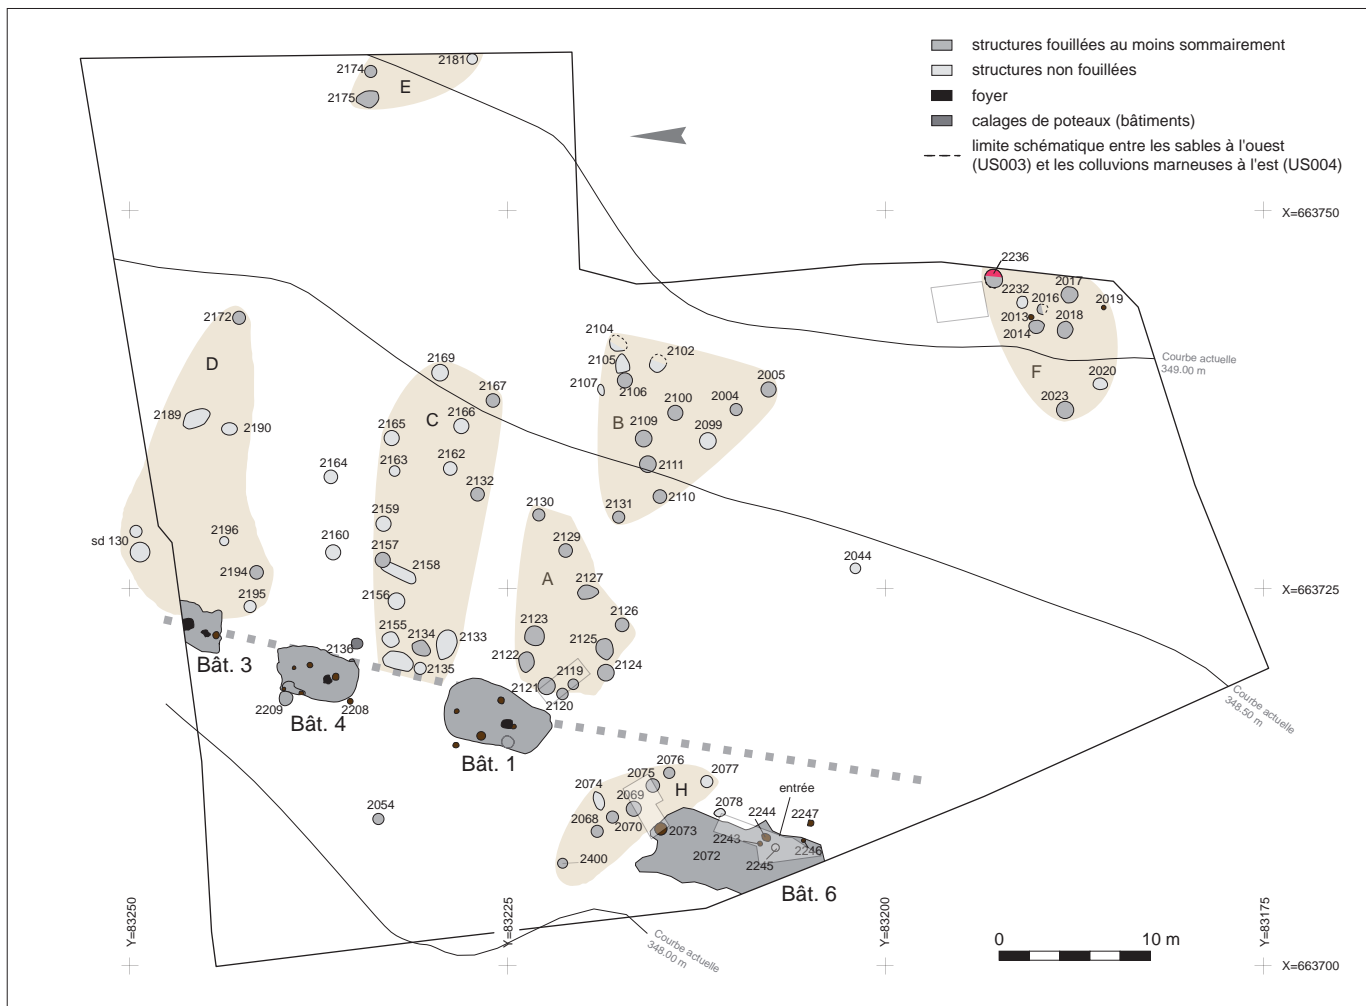 structures fouillées au moins sommairement
structures non fouillées
foyer
calages de poteaux (bâtiments)
limite schématique entre les sables à l'ouest
(US003) et les colluvions marneuses à l'est (US004)
2181
2174
E
2175
X=663750
2236
2232
2017
2016
2019
2013
2014
2018
Courbe actuelle
349.00 m
F
2020
2023
2172
D
2104
2102
2105
2107
2106
2005
2169
2167
2100
2004
2189
2190
C
2166
B
2109
2099
2165
2164
2163
2162
2111
2132
2110
2130
2131
2159
sd 130
2196
2160
2129
2157
2158
A
2044
2194
2127
X=663725
2195
2156
2126
2123
2155
2134
2133
2125
2136
2122
Bât. 3
2135
2119
2124
2121
2120
2209
2208
Bât. 4
Courbe actuelle
348.50 m
Bât. 1
2076
2075
2077
2074
H
entrée
2069
2078
2244
2247
2054
2068
2070
2073
2243
2246
2072
2245
2400
Bât. 6
Y=83250
Y=83225
Y=83200
Y=83175
Courbe actuelle
348.00 m
0
10 m
X=663700